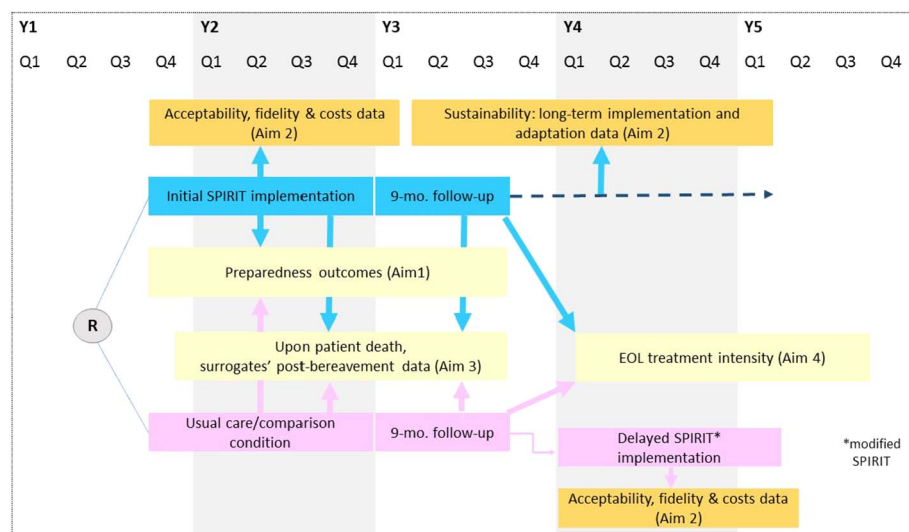 Y1 Y2 Y3 Y4 Y5
Q1 Q2 Q3 Q4 Q1 Q2 Q3 Q4 Q1 Q2 Q3 Q4 Q1 Q2 Q3 Q4 Q1 Q2 Q3 Q4
Acceptability, fidelity & costs data
(Aim 2)
Sustainability: long-term implementation and
adaptation data (Aim 2)
Initial SPIRIT implementation
9-mo. follow-up
Preparedness outcomes (Aim1)
R
Upon patient death,
surrogates’ post-bereavement data (Aim 3)
EOL treatment intensity (Aim 4)
Usual care/comparison
condition
9-mo. follow-up
Delayed SPIRIT*
implementation
*modified
SPIRIT
Acceptability, fidelity & costs data
(Aim 2)